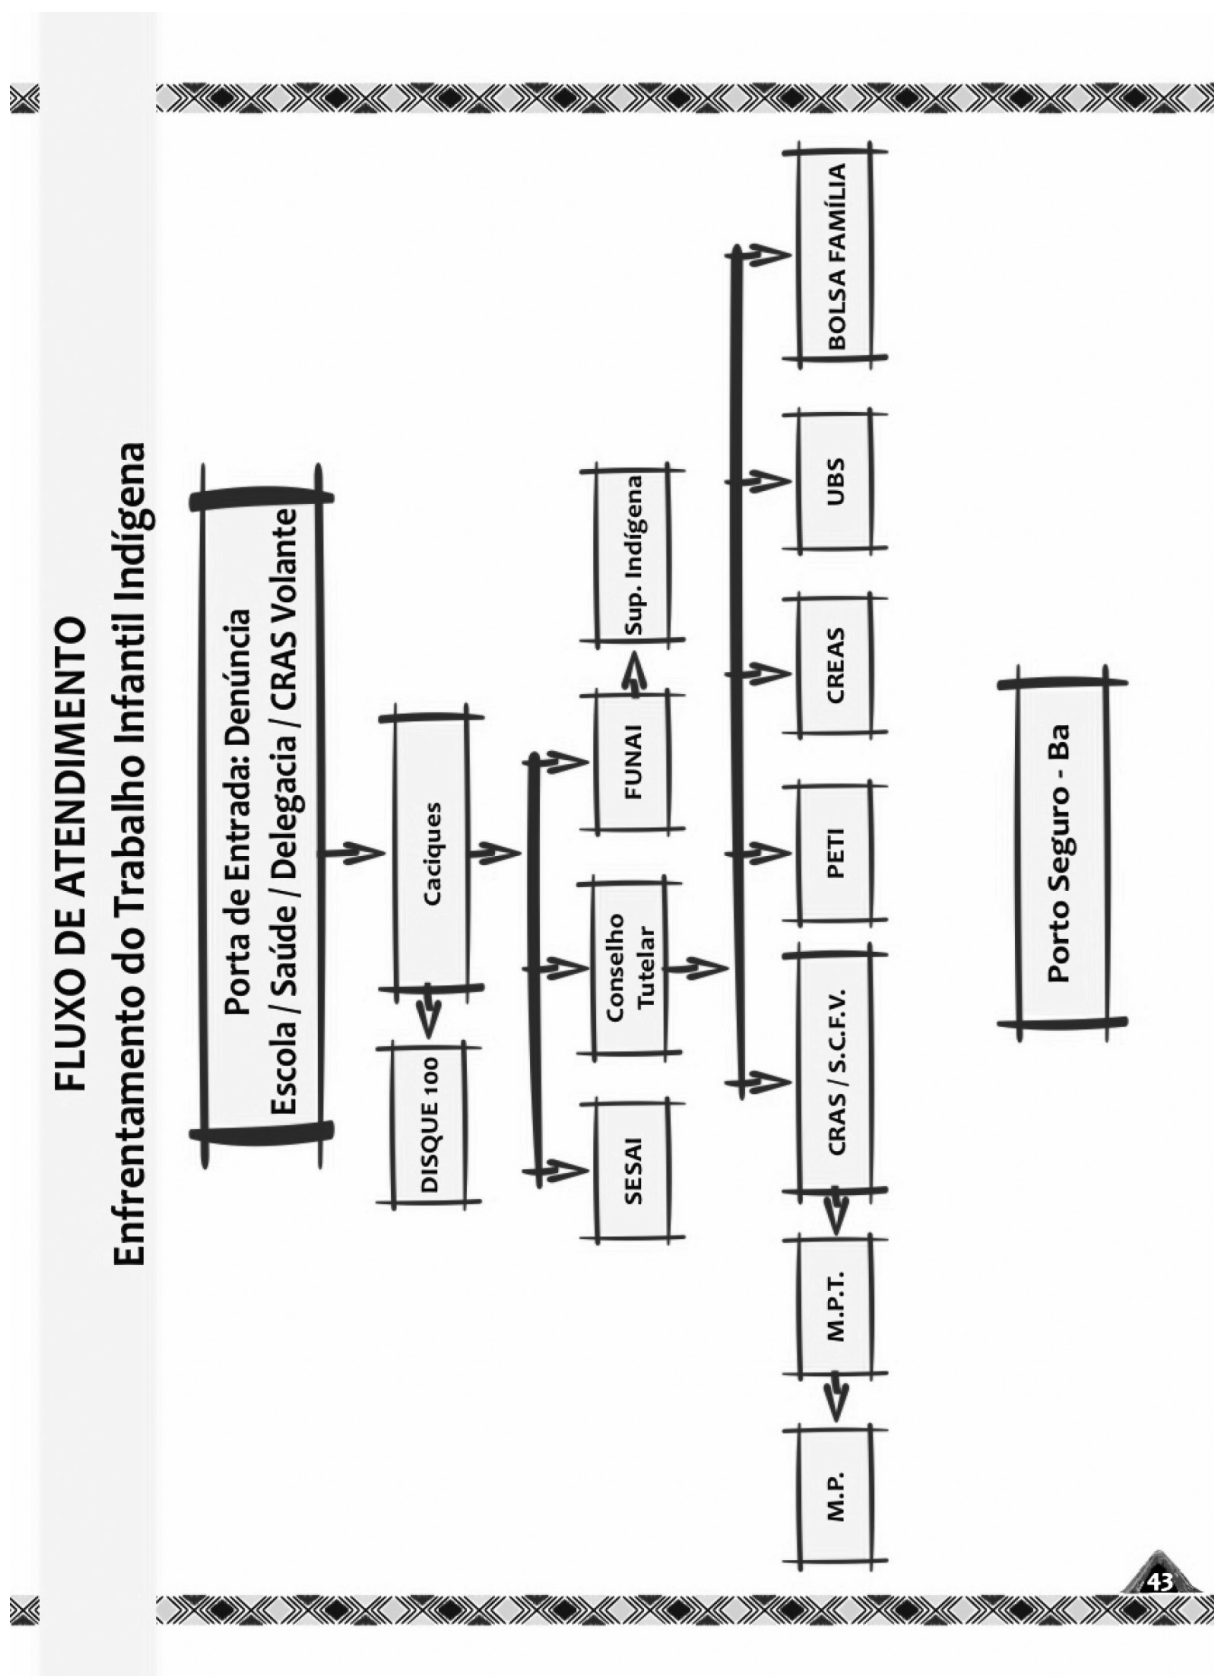 FLUXO DE ATENDIMENTO
Enfrentamento do Trabalho Infantil Indígena
Porta de Entrada: Denúncia
Escola / Saúde / Delegacia / CRAS Volante
DISQUE 100
Caciques
SESAI
Conselho
Tutelar
FUNAI
Sup. Indígena
M.P.
M.P.T.
CRAS / S.C.F.V.
PETI
CREAS
UBS
BOLSA FAMÍLIA
Porto Seguro - Ba
43